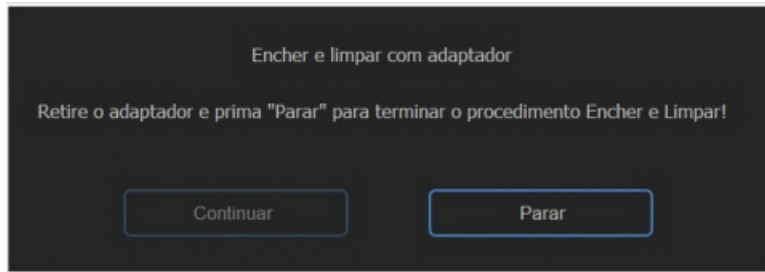 Encher e limpar com adaptador
Retire o adaptador e prima "Parar" para terminar o procedimento Encher e Limpar!
Continuar
Parar